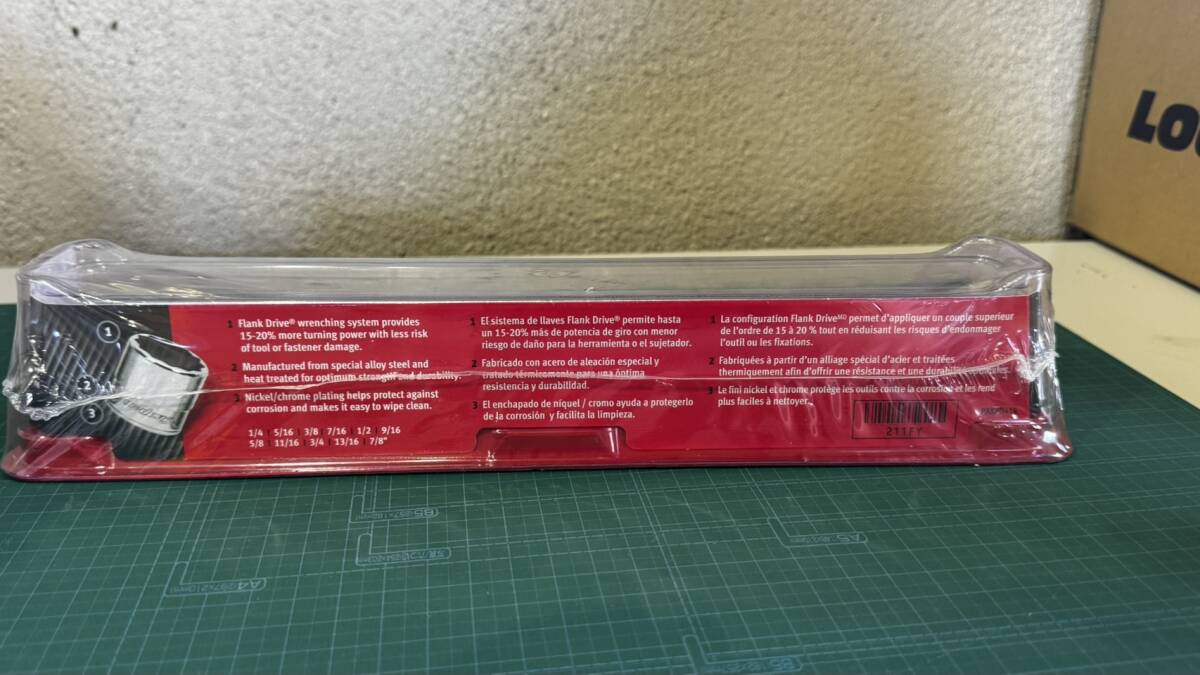 LO
1
2
3
1 Flank Drive® wrenching system provides
15-20% more turning power with less risk
of tool or fastener damage.
2 Manufactured from special alloy steel and
heat treated for optimum strength and durability.
3 Nickel/chrome plating helps protect against
corrosion and makes it easy to wipe clean.
1/4 5/16 3/8 7/16 1/2 9/16
5/8 11/16 3/4 13/16 7/8"
1 El sistema de llaves Flank Drive® permite hasta
un 15-20% más de potencia de giro con menor
riesgo de daño para la herramienta o el sujetador.
2 Fabricado con acero de aleación especial y
tratado térmicamente para una óptima
resistencia y durabilidad.
3 El enchapado de níquel / cromo ayuda a protegerlo
de la corrosión y facilita la limpieza.
1 La configuration Flank Drive MD permet d'appliquer un couple superieur
de l'ordre de 15 à 20 % tout en réduisant les risques d'endommager
l'outil ou les fixations.
2 Fabriquées à partir d'un alliage spécial d'acier et traitées
thermiquement afin d'offrir une résistance et une durabilité
3 Le fini nickel et chrome protège les outils contre la corrosion et les rend
plus faciles à nettoyer.
211FY
A4
B5
A5
B5